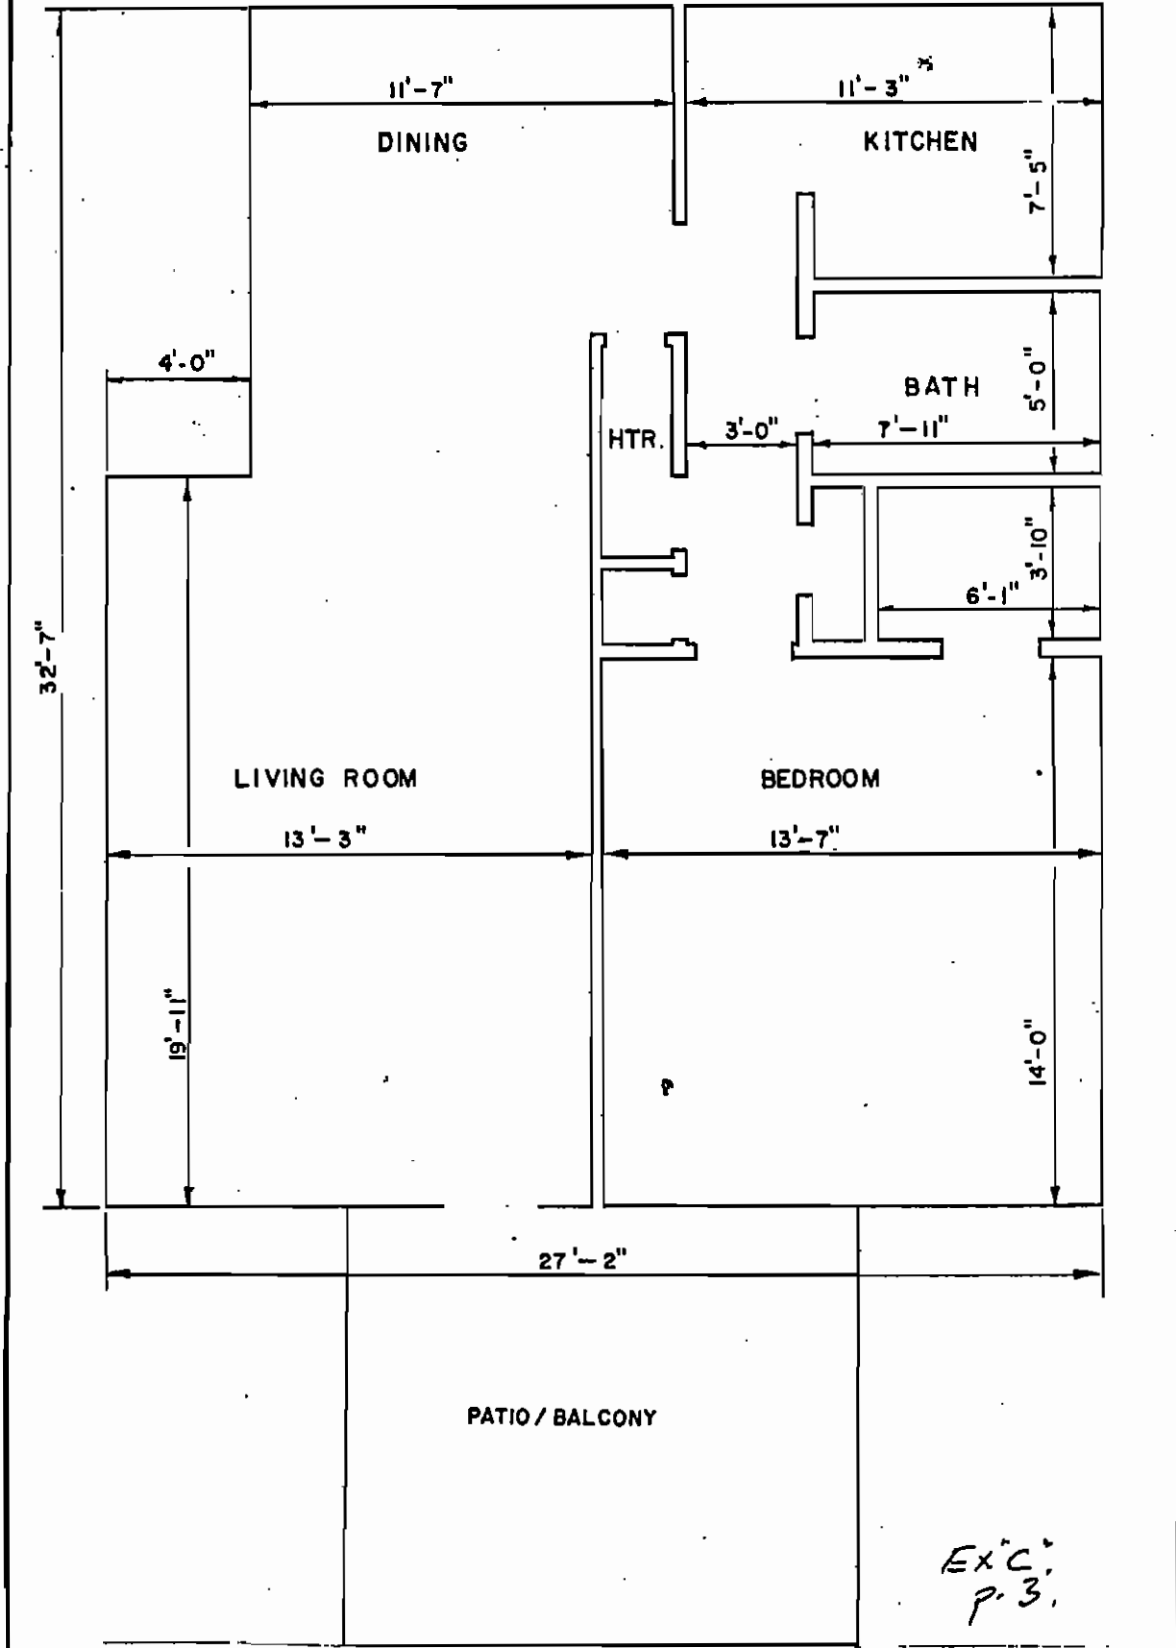 11'-7"
11'-3"
DINING
KITCHEN
7'-5"
4'-0"
BATH
5'-0"
HTR.
3'-0"
7'-11"
3'-10"
6'-1"
32'-7"
LIVING ROOM
BEDROOM
13'-3"
13'-7"
19'-11"
14'-0"
27'-2"
PATIO/BALCONY
Ex "C".
p. 3.